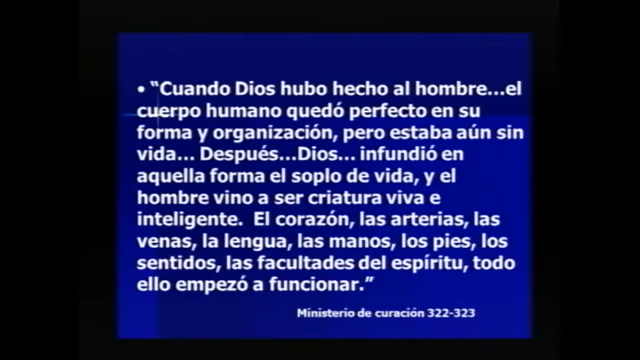 • “Cuando Dios hubo hecho al hombre...el
cuerpo humano quedó perfecto en su
forma y organización, pero estaba aún sin
vida... Después...Dios... infundió en
aquella forma el soplo de vida, y el
hombre vino a ser criatura viva e
inteligente.  El corazón, las arterias, las
venas, la lengua, las manos, los pies, los
sentidos, las facultades del espíritu, todo
ello empezó a funcionar.”
Ministerio de curación 322-323